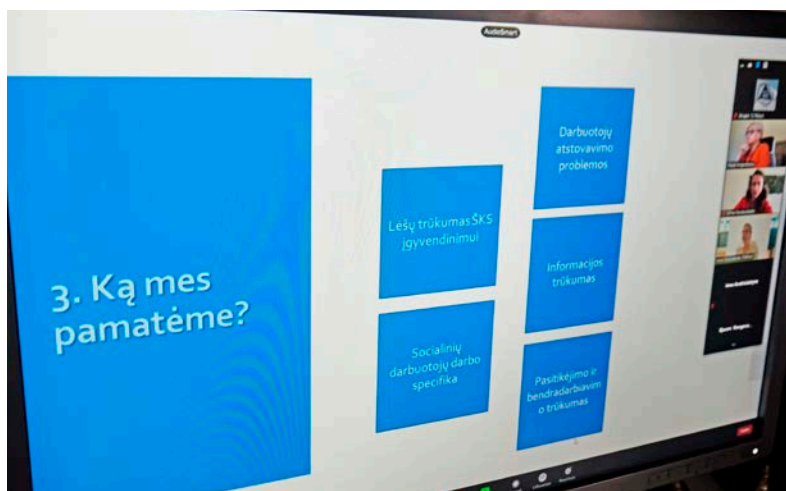 AudioSmart
3. Ką mes
pamatėme?
Lėšų trūkumas ŠKS
įgyvendinimui
Socialinių
darbuotojų darbo
specifika
Darbuotojų
atstovavimo
problemos
Informacijos
trūkumas
Pasitikėjimo ir
bendradarbiavim
o trūkumas